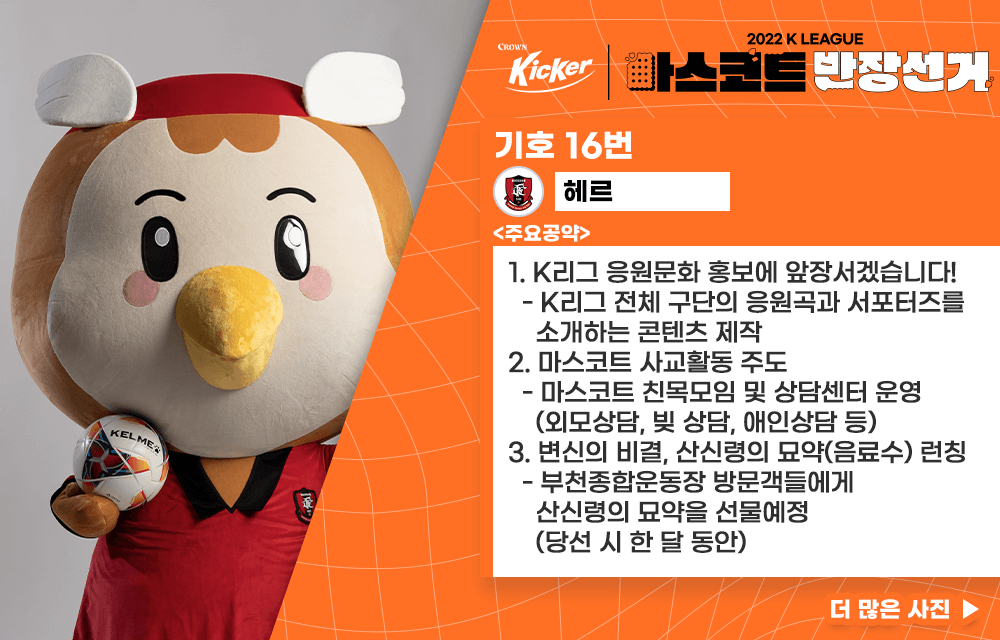 CROWN
Kicker
2022 K LEAGUE
마스코트 반장선거
기호 16번
헤르
<주요공약>
1. K리그 응원문화 홍보에 앞장서겠습니다!
- K리그 전체 구단의 응원곡과 서포터즈를
소개하는 콘텐츠 제작
2. 마스코트 사교활동 주도
- 마스코트 친목모임 및 상담센터 운영
(외모상담, 빚 상담, 애인상담 등)
3. 변신의 비결, 산신령의 묘약(음료수) 런칭
- 부천종합운동장 방문객들에게
산신령의 묘약을 선물예정
(당선 시 한 달 동안)
KELME
더 많은 사진 ▶